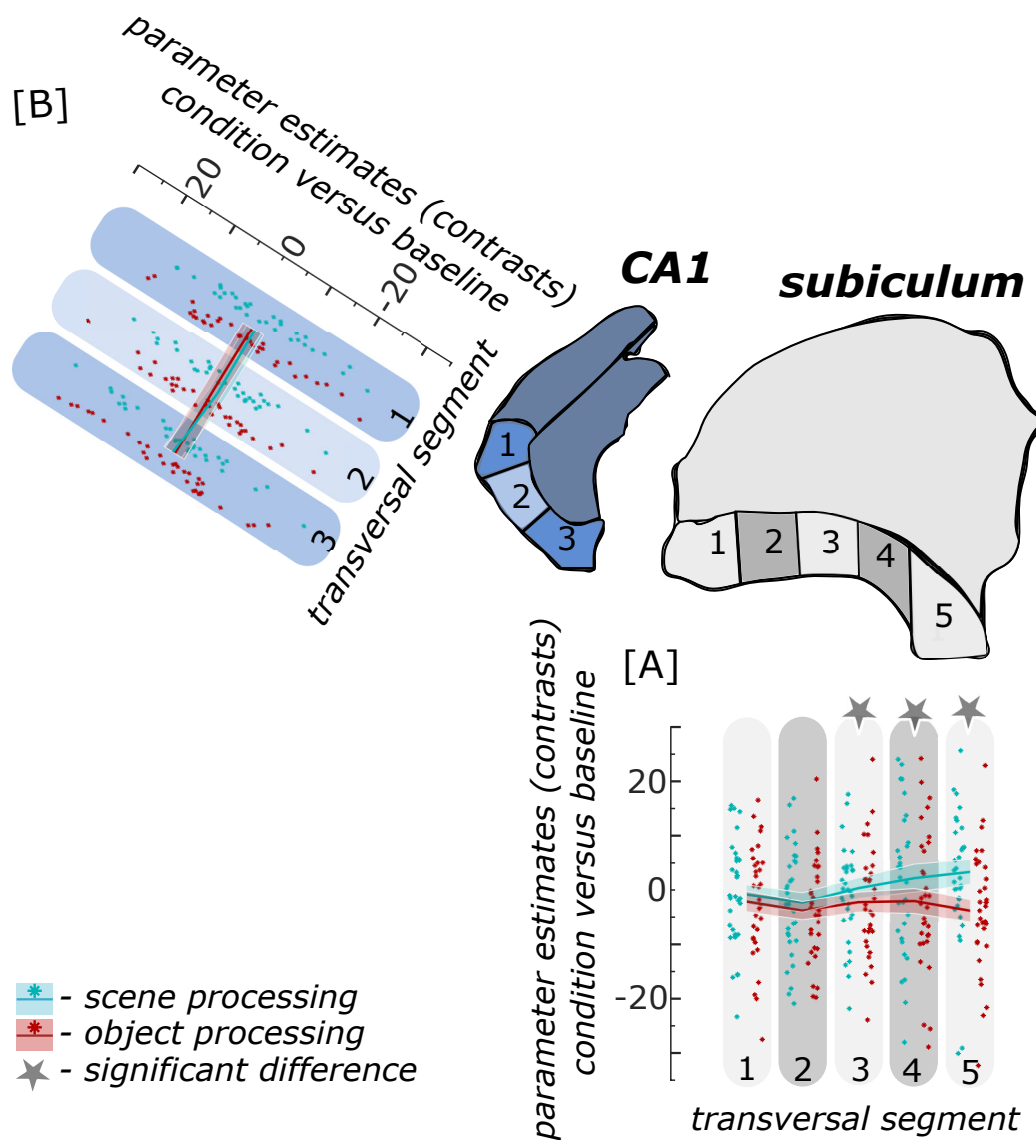 [B]
parameter estimates (contrasts)
condition versus baseline
20
0
-20
1
2
3
transversal segment
CA1
1
2
3
subiculum
1
2
3
4
5
[A]
parameter estimates (contrasts)
condition versus baseline
20
0
-20
1
2
3
4
5
transversal segment
- scene processing
- object processing
- significant difference